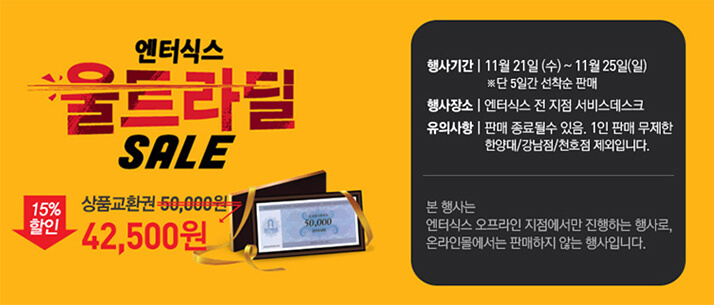 엔터식스
울트라딜
SALE
15%
할인
상품교환권 50,000원
42,500원
50,000
행사기간 | 11월 21일 (수) ~ 11월 25일(일)
※단 5일간 선착순 판매
행사장소 | 엔터식스 전 지점 서비스데스크
유의사항 | 판매 종료될수 있음. 1인 판매 무제한
한양대/강남점/천호점 제외입니다.
본 행사는
엔터식스 오프라인 지점에서만 진행하는 행사로,
온라인몰에서는 판매하지 않는 행사입니다.